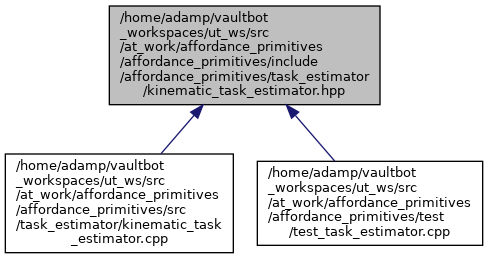 /home/adamp/vaultbot
_workspaces/ut_ws/src
/at_work/affordance_primitives
/affordance_primitives/include
/affordance_primitives/task_estimator
/kinematic_task_estimator.hpp
/home/adamp/vaultbot
_workspaces/ut_ws/src
/at_work/affordance_primitives
/affordance_primitives/src
/task_estimator/kinematic_task
_estimator.cpp
/home/adamp/vaultbot
_workspaces/ut_ws/src
/at_work/affordance_primitives
/affordance_primitives/test
/test_task_estimator.cpp